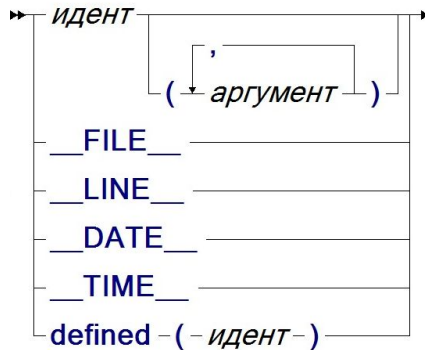 идент
,
( аргумент )
__FILE__
__LINE__
__DATE__
__TIME__
defined ( идент )